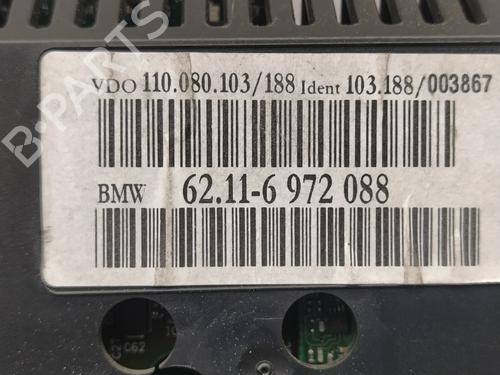 VDO 110.080.103/188 Ident 103.188/003867
BMW 62.11-6 972 088
B-PARTS
C62